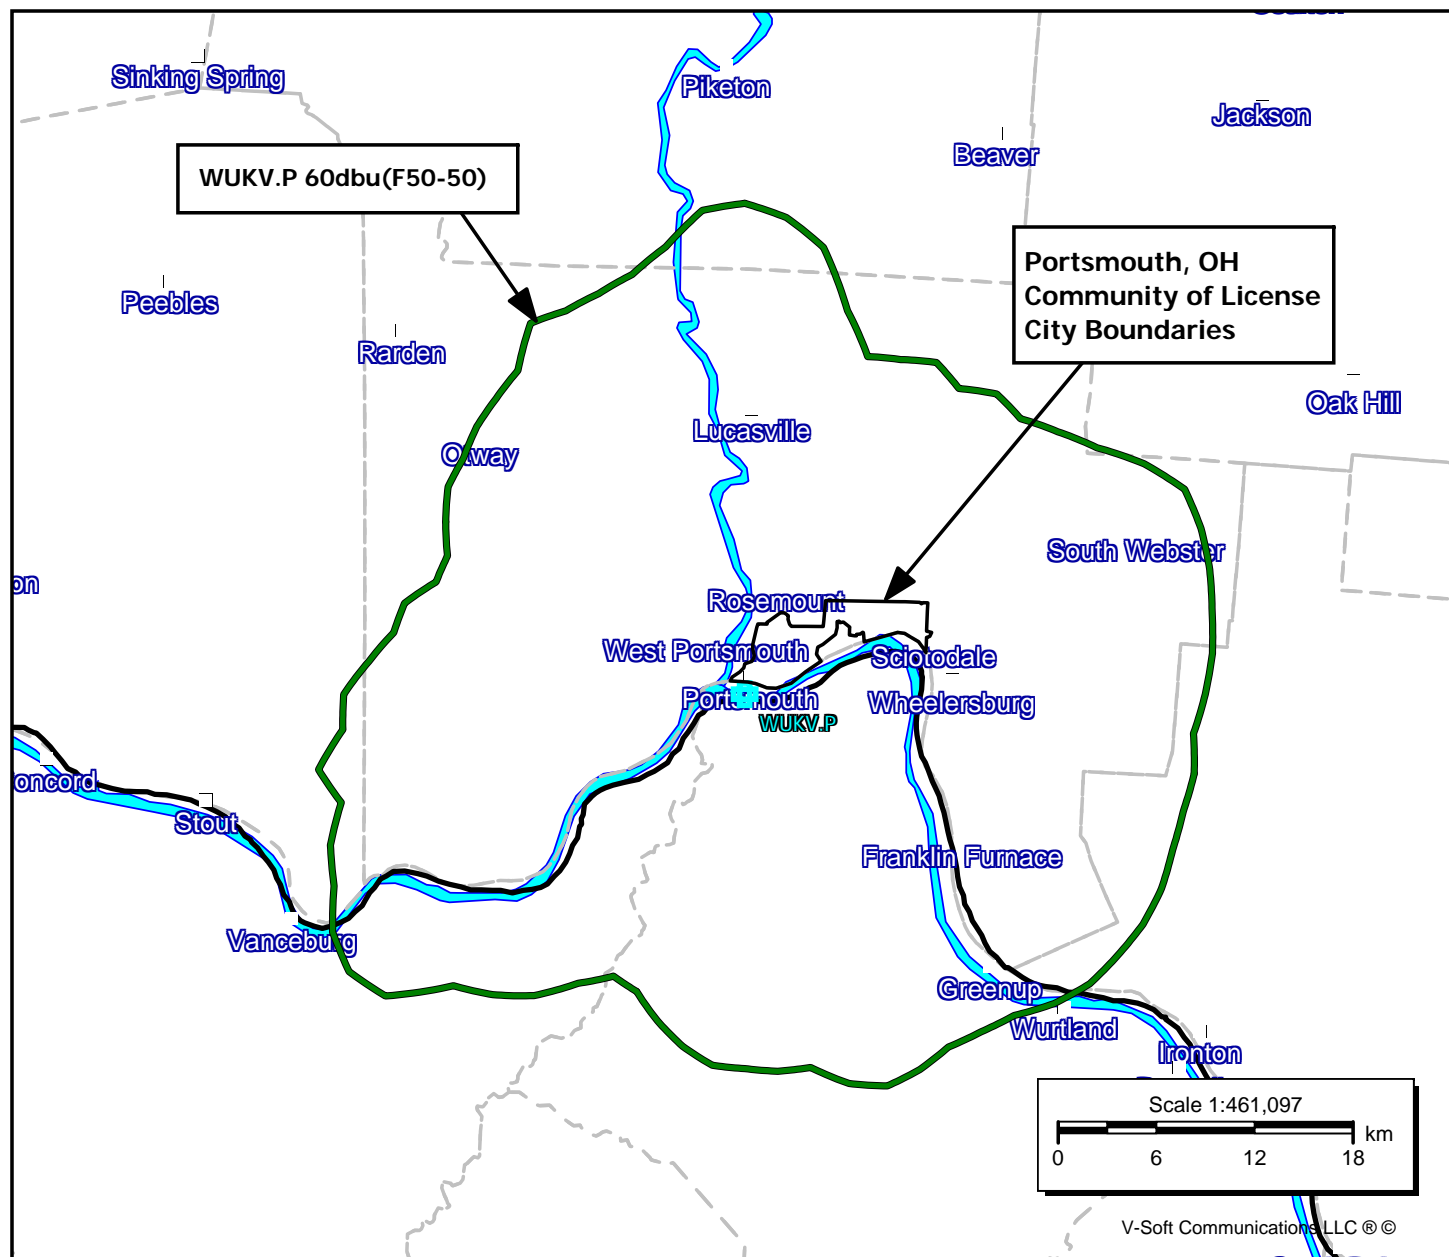 Sinking Spring
Piketon
Jackson
Beaver
WUKV.P 60dbu(F50-50)
Portsmouth, OH
Community of License
City Boundaries
Peebles
Rarden
Oak Hill
Lucasville
Otway
South Webster
on
Rosemount
West Portsmouth
Sciotodale
Portsmouth
Wheelersburg
WUKV.P
oncord
Stout
Franklin Furnace
Vanceburg
Greenup
Wurtland
Ironton
Scale 1:461,097
km
0 6 12 18
V-Soft Communications LLC ® ©